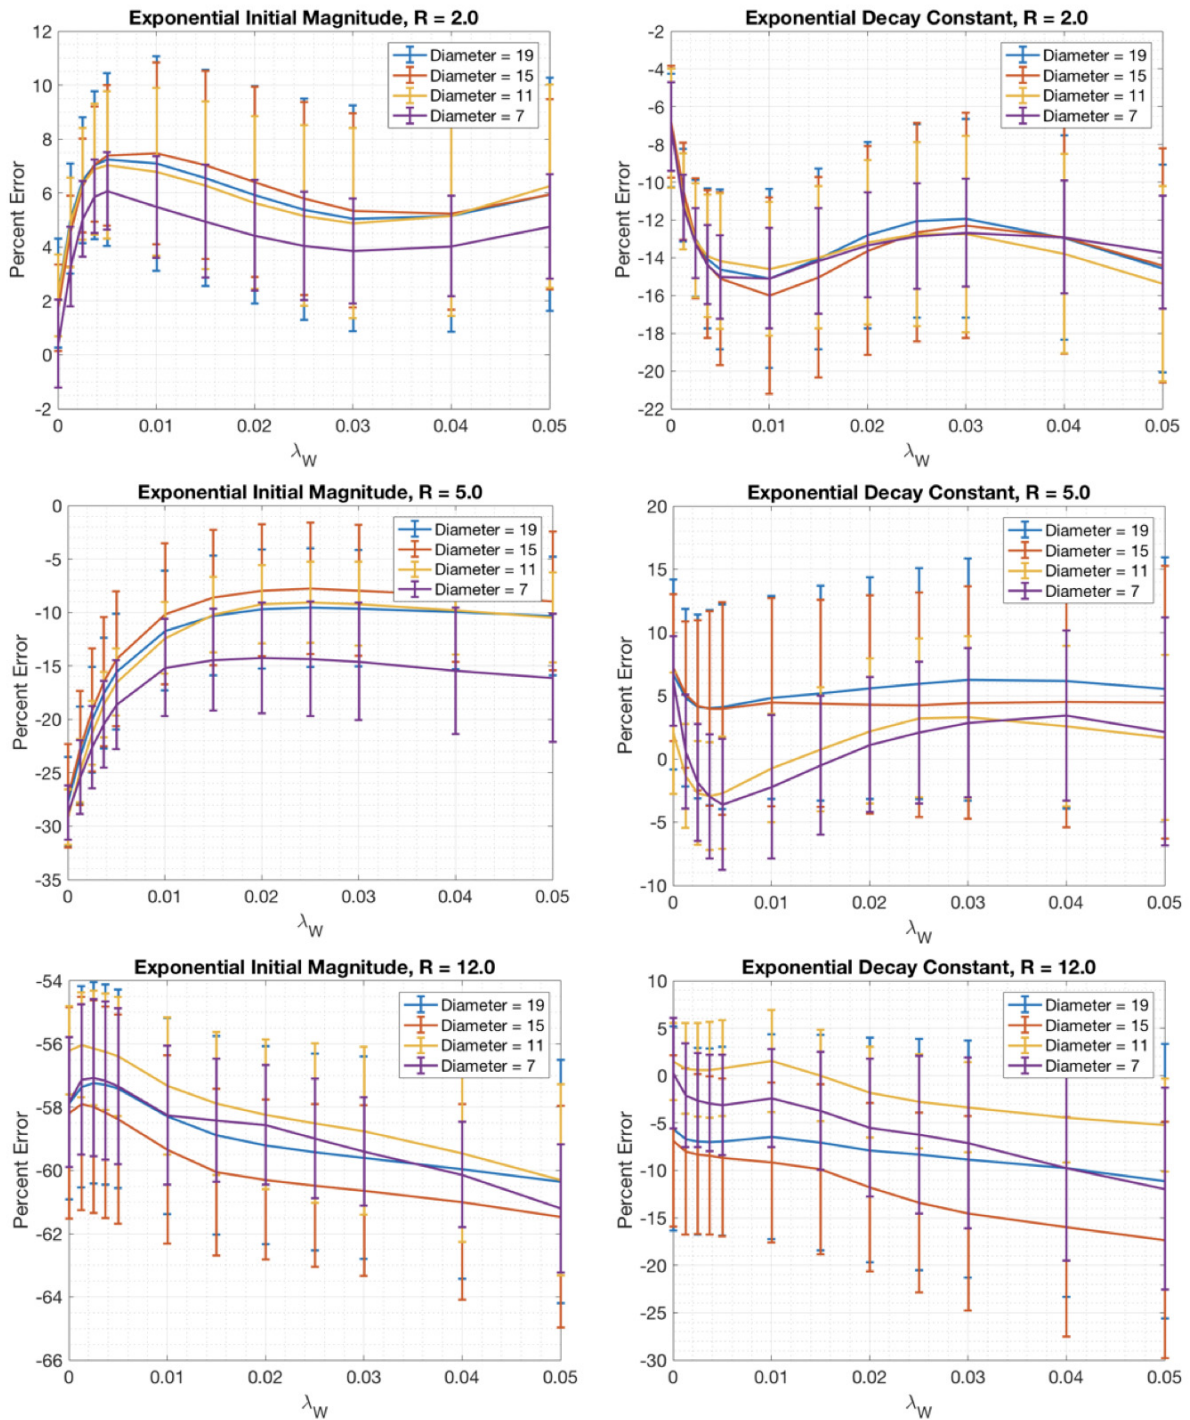 Exponential Initial Magnitude, R = 2.0
Percent Error
12
10
8
6
4
2
0
-2
Diameter = 19
Diameter = 15
Diameter = 11
Diameter = 7
0 0.01 0.02 0.03 0.04 0.05
λW
Exponential Decay Constant, R = 2.0
Percent Error
-2
-4
-6
-8
-10
-12
-14
-16
-18
-20
-22
Diameter = 19
Diameter = 15
Diameter = 11
Diameter = 7
0 0.01 0.02 0.03 0.04 0.05
λW
Exponential Initial Magnitude, R = 5.0
Percent Error
0
-5
-10
-15
-20
-25
-30
-35
Diameter = 19
Diameter = 15
Diameter = 11
Diameter = 7
0 0.01 0.02 0.03 0.04 0.05
λW
Exponential Decay Constant, R = 5.0
Percent Error
20
15
10
5
0
-5
-10
Diameter = 19
Diameter = 15
Diameter = 11
Diameter = 7
0 0.01 0.02 0.03 0.04 0.05
λW
Exponential Initial Magnitude, R = 12.0
Percent Error
-54
-56
-58
-60
-62
-64
-66
Diameter = 19
Diameter = 15
Diameter = 11
Diameter = 7
0 0.01 0.02 0.03 0.04 0.05
λW
Exponential Decay Constant, R = 12.0
Percent Error
10
5
0
-5
-10
-15
-20
-25
-30
Diameter = 19
Diameter = 15
Diameter = 11
Diameter = 7
0 0.01 0.02 0.03 0.04 0.05
λW